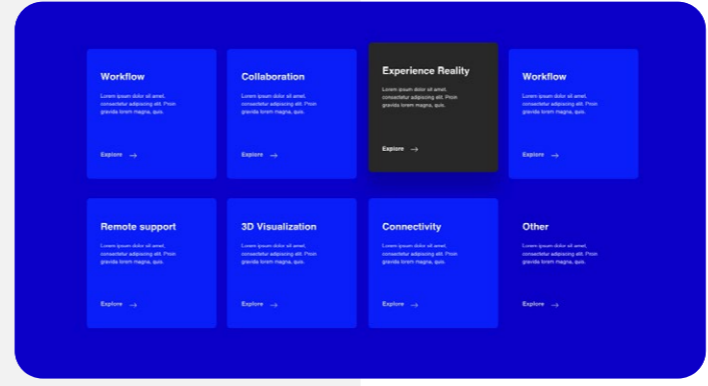 Workflow
Lorem ipsum dolor sit amet,
consectetur adipiscing elit. Proin
gravida lorem magna, quis.
Explore →
Collaboration
Lorem ipsum dolor sit amet,
consectetur adipiscing elit. Proin
gravida lorem magna, quis.
Explore →
Experience Reality
Lorem ipsum dolor sit amet,
consectetur adipiscing elit. Proin
gravida lorem magna, quis.
Explore →
Workflow
Lorem ipsum dolor sit amet,
consectetur adipiscing elit. Proin
gravida lorem magna, quis.
Explore →
Remote support
Lorem ipsum dolor sit amet,
consectetur adipiscing elit. Proin
gravida lorem magna, quis.
Explore →
3D Visualization
Lorem ipsum dolor sit amet,
consectetur adipiscing elit. Proin
gravida lorem magna, quis.
Explore →
Connectivity
Lorem ipsum dolor sit amet,
consectetur adipiscing elit. Proin
gravida lorem magna, quis.
Explore →
Other
Lorem ipsum dolor sit amet,
consectetur adipiscing elit. Proin
gravida lorem magna, quis.
Explore →